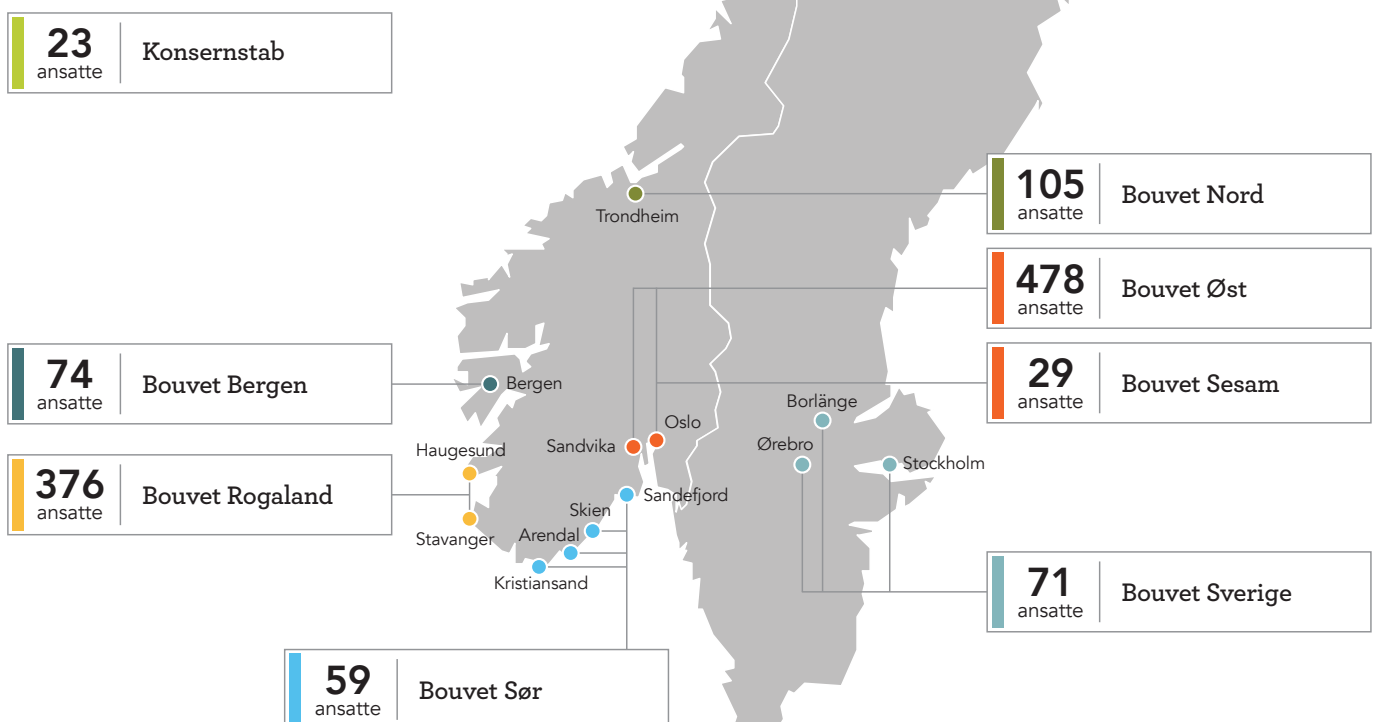 23
ansatte
Konsernstab
105
ansatte
Bouvet Nord
Trondheim
478
ansatte
Bouvet Øst
74
ansatte
Bouvet Bergen
Bergen
29
ansatte
Bouvet Sesam
Borlänge
Oslo
Sandvika
Ørebro
Haugesund
Stockholm
376
ansatte
Bouvet Rogaland
Sandefjord
Skien
Stavanger
Arendal
Kristiansand
71
ansatte
Bouvet Sverige
59
ansatte
Bouvet Sør